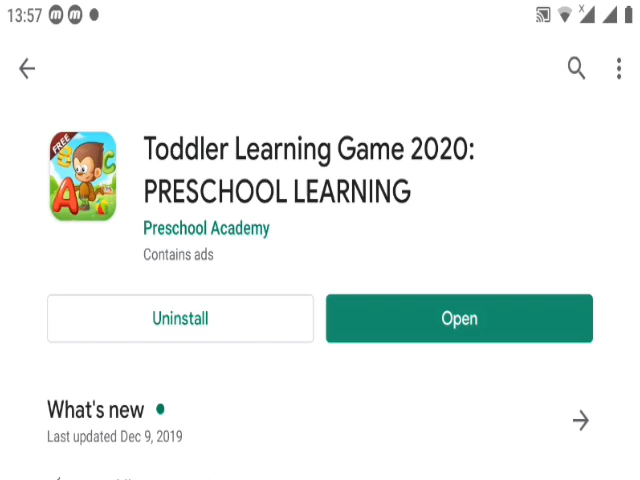 13:57
FREE
A
C
Toddler Learning Game 2020:
PRESCHOOL LEARNING
Preschool Academy
Contains ads
Uninstall
Open
What's new
Last updated Dec 9, 2019